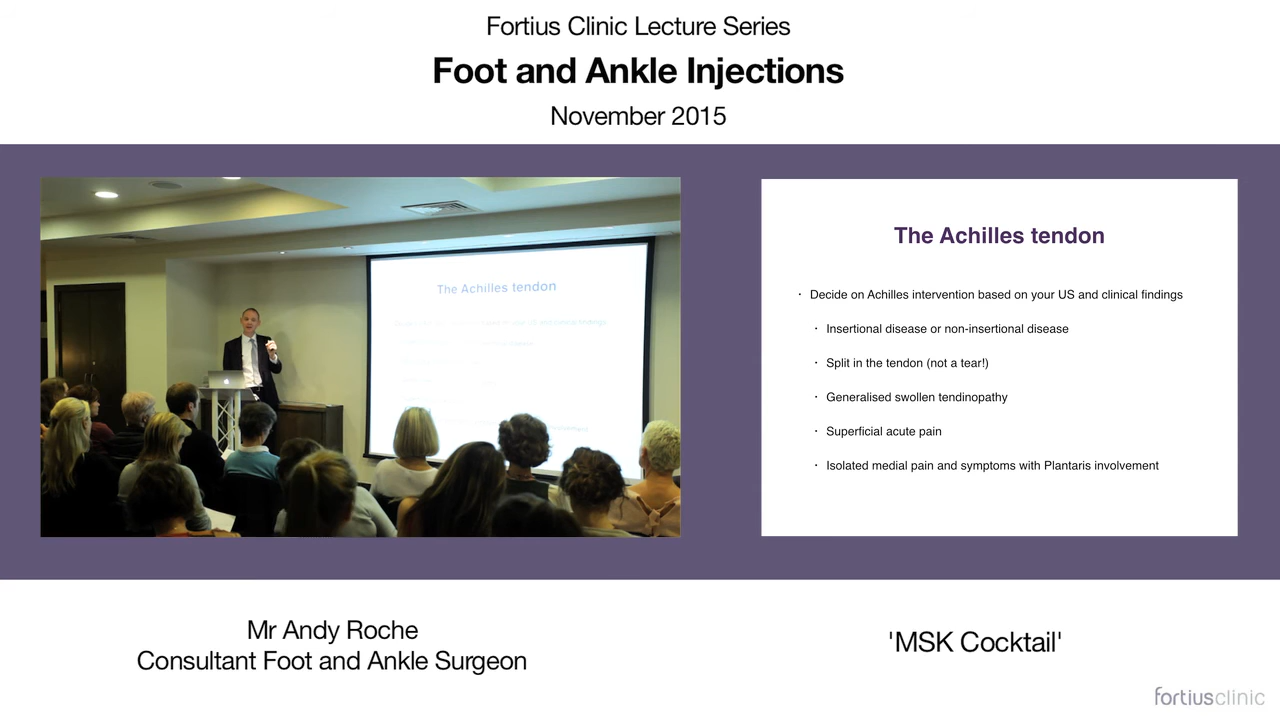 Fortius Clinic Lecture Series
Foot and Ankle Injections
November 2015
The Achilles tendon
The Achilles tendon
· Decide on Achilles intervention based on your US and clinical findings
· Insertional disease or non-insertional disease
· Split in the tendon (not a tear!)
· Generalised swollen tendinopathy
· Superficial acute pain
· Isolated medial pain and symptoms with Plantaris involvement
Mr Andy Roche
Consultant Foot and Ankle Surgeon
'MSK Cocktail'
fortiusclinic